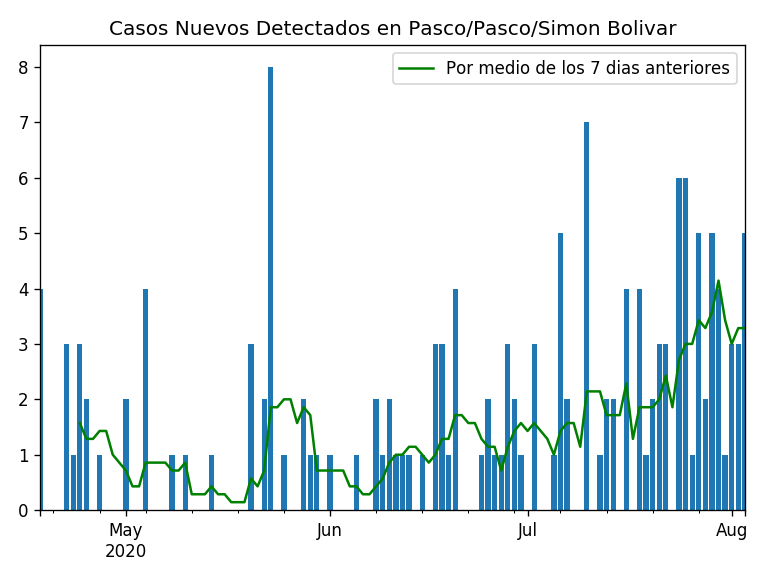 Casos Nuevos Detectados en Pasco/Pasco/Simon Bolivar
Por medio de los 7 dias anteriores
8
7
6
5
4
3
2
1
0
May
2020
Jun
Jul
Aug